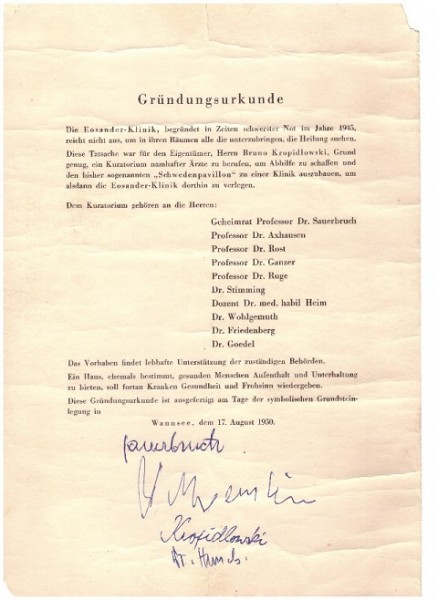 Gründungsurkunde
Die Eosander-Klinik, begründet in Zeiten schwerster Not im Jahre 1945,
reicht nicht aus, um in ihren Räumen alle die unterzubringen, die Heilung suchen.
Diese Tatsache war für den Eigentümer, Herrn Bruno Kropidlowski, Grund
genug, ein Kuratorium namhafter Ärzte zu berufen, um Abhilfe zu schaffen und
den bisher sogenannten „Schwedenpavillon“ zu einer Klinik auszubauen, um
alsdann die Eosander-Klinik dorthin zu verlegen.
Dem Kuratorium gehören an die Herren:
Geheimrat Professor Dr. Sauerbruch
Professor Dr. Axhausen
Professor Dr. Rost
Professor Dr. Ganzer
Professor Dr. Ruge
Dr. Stimming
Dozent Dr. med. habil Heim
Dr. Wohlgemuth
Dr. Friedenberg
Dr. Goedel
Das Vorhaben findet lebhafte Unterstützung der zuständigen Behörden.
Ein Haus, ehemals bestimmt, gesunden Menschen Aufenthalt und Unterhaltung
zu bieten, soll fortan Kranken Gesundheit und Frohsinn wiedergeben.
Diese Gründungsurkunde ist ausgefertigt am Tage der symbolischen Grundstein-
legung in
Wannsee, dem 17. August 1950.
Sauerbruch
Kropidlowski
Dr.